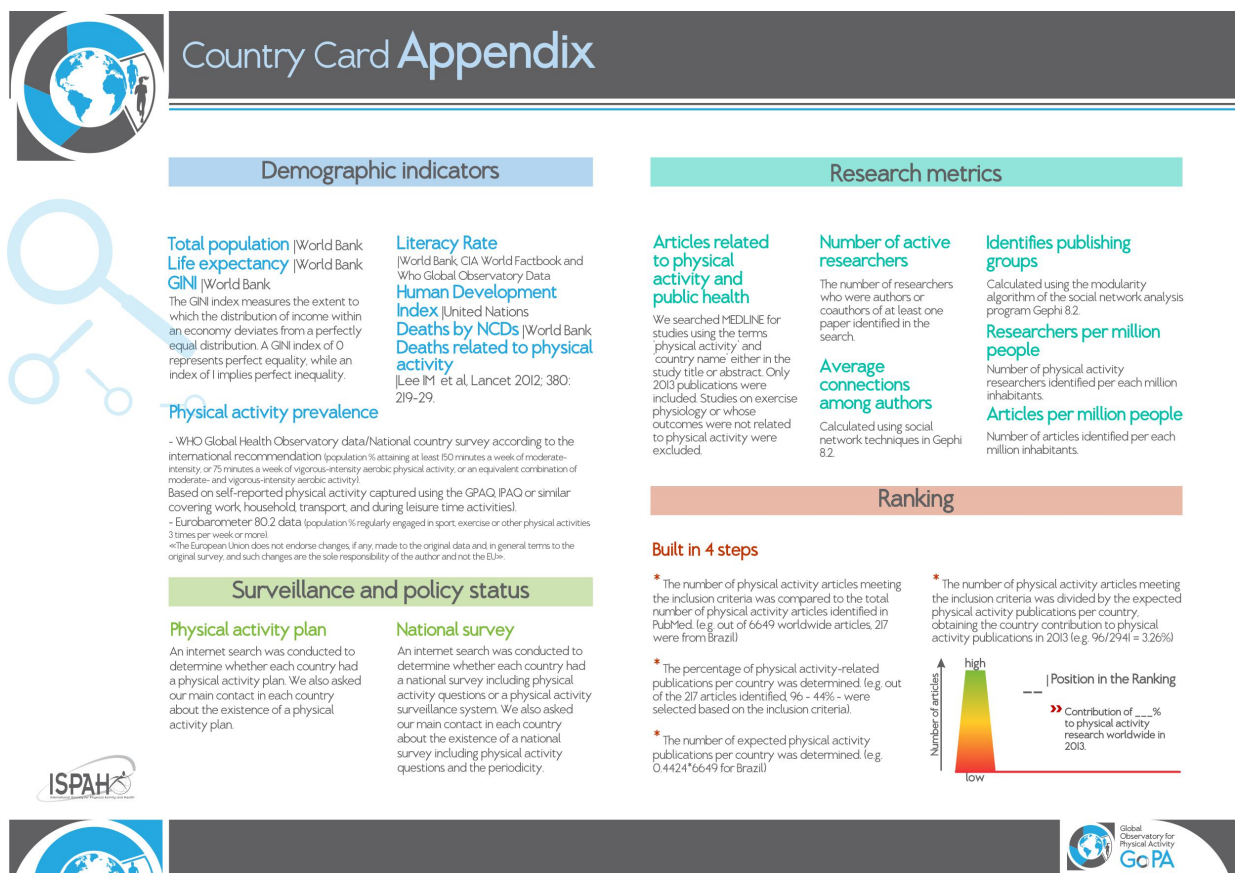 Country Card Appendix
Demographic indicators
Total population |World Bank
Life expectancy |World Bank
GINI |World Bank
The GINI index measures the extent to
which the distribution of income within
an economy deviates from a perfectly
equal distribution. A GINI index of 0
represents perfect equality, while an
index of 1 implies perfect inequality.
Literacy Rate
|World Bank, CIA World Factbook and
Who Global Observatory Data
Human Development
Index |United Nations
Deaths by NCDs |World Bank
Deaths related to physical
activity
|Lee IM et al, Lancet 2012; 380:
219-29.
Physical activity prevalence
- WHO Global Health Observatory data/National country survey according to the
international recommendation (population % attaining at least 150 minutes a week of moderate-
intensity, or 75 minutes a week of vigorous-intensity aerobic physical activity, or an equivalent combination of
moderate- and vigorous-intensity aerobic activity).
Based on self-reported physical activity captured using the GPAQ, IPAQ or similar
covering work, household, transport, and during leisure time activities).
- Eurobarometer 80.2 data (population % regularly engaged in sport, exercise or other physical activities
3 times per week or more).
«The European Union does not endorse changes, if any, made to the original data and, in general terms to the
original survey, and such changes are the sole responsibility of the author and not the EU».
Surveillance and policy status
Physical activity plan
An internet search was conducted to
determine whether each country had
a physical activity plan. We also asked
our main contact in each country
about the existence of a physical
activity plan.
National survey
An internet search was conducted to
determine whether each country had
a national survey including physical
activity questions or a physical activity
surveillance system. We also asked
our main contact in each country
about the existence of a national
survey including physical activity
questions and the periodicity.
Research metrics
Articles related
to physical
activity and
public health
We searched MEDLINE for
studies using the terms
'physical activity' and
'country name' either in the
study title or abstract. Only
2013 publications were
included. Studies on exercise
physiology or whose
outcomes were not related
to physical activity were
excluded.
Number of active
researchers
The number of researchers
who were authors or
coauthors of at least one
paper identified in the
search.
Average
connections
among authors
Calculated using social
network techniques in Gephi
8.2.
Identifies publishing
groups
Calculated using the modularity
algorithm of the social network analysis
program Gephi 8.2.
Researchers per million
people
Number of physical activity
researchers identified per each million
inhabitants.
Articles per million people
Number of articles identified per each
million inhabitants.
Ranking
Built in 4 steps
* The number of physical activity articles meeting
the inclusion criteria was compared to the total
number of physical activity articles identified in
PubMed. (e.g. out of 6649 worldwide articles, 217
were from Brazil)
* The percentage of physical activity-related
publications per country was determined. (e.g. out
of the 217 articles identified, 96 - 44% - were
selected based on the inclusion criteria).
* The number of expected physical activity
publications per country was determined. (e.g.
0.4424*6649 for Brazil)
* The number of physical activity articles meeting
the inclusion criteria was divided by the expected
physical activity publications per country,
obtaining the country contribution to physical
activity publications in 2013 (e.g. 96/2941 = 3.26%)
Number of articles
high
low
__ |Position in the Ranking
» Contribution of ___%
to physical activity
research worldwide in
2013.
ISPAH
International Society for Physical Activity and Health
Global
Observatory for
Physical Activity
GoPA